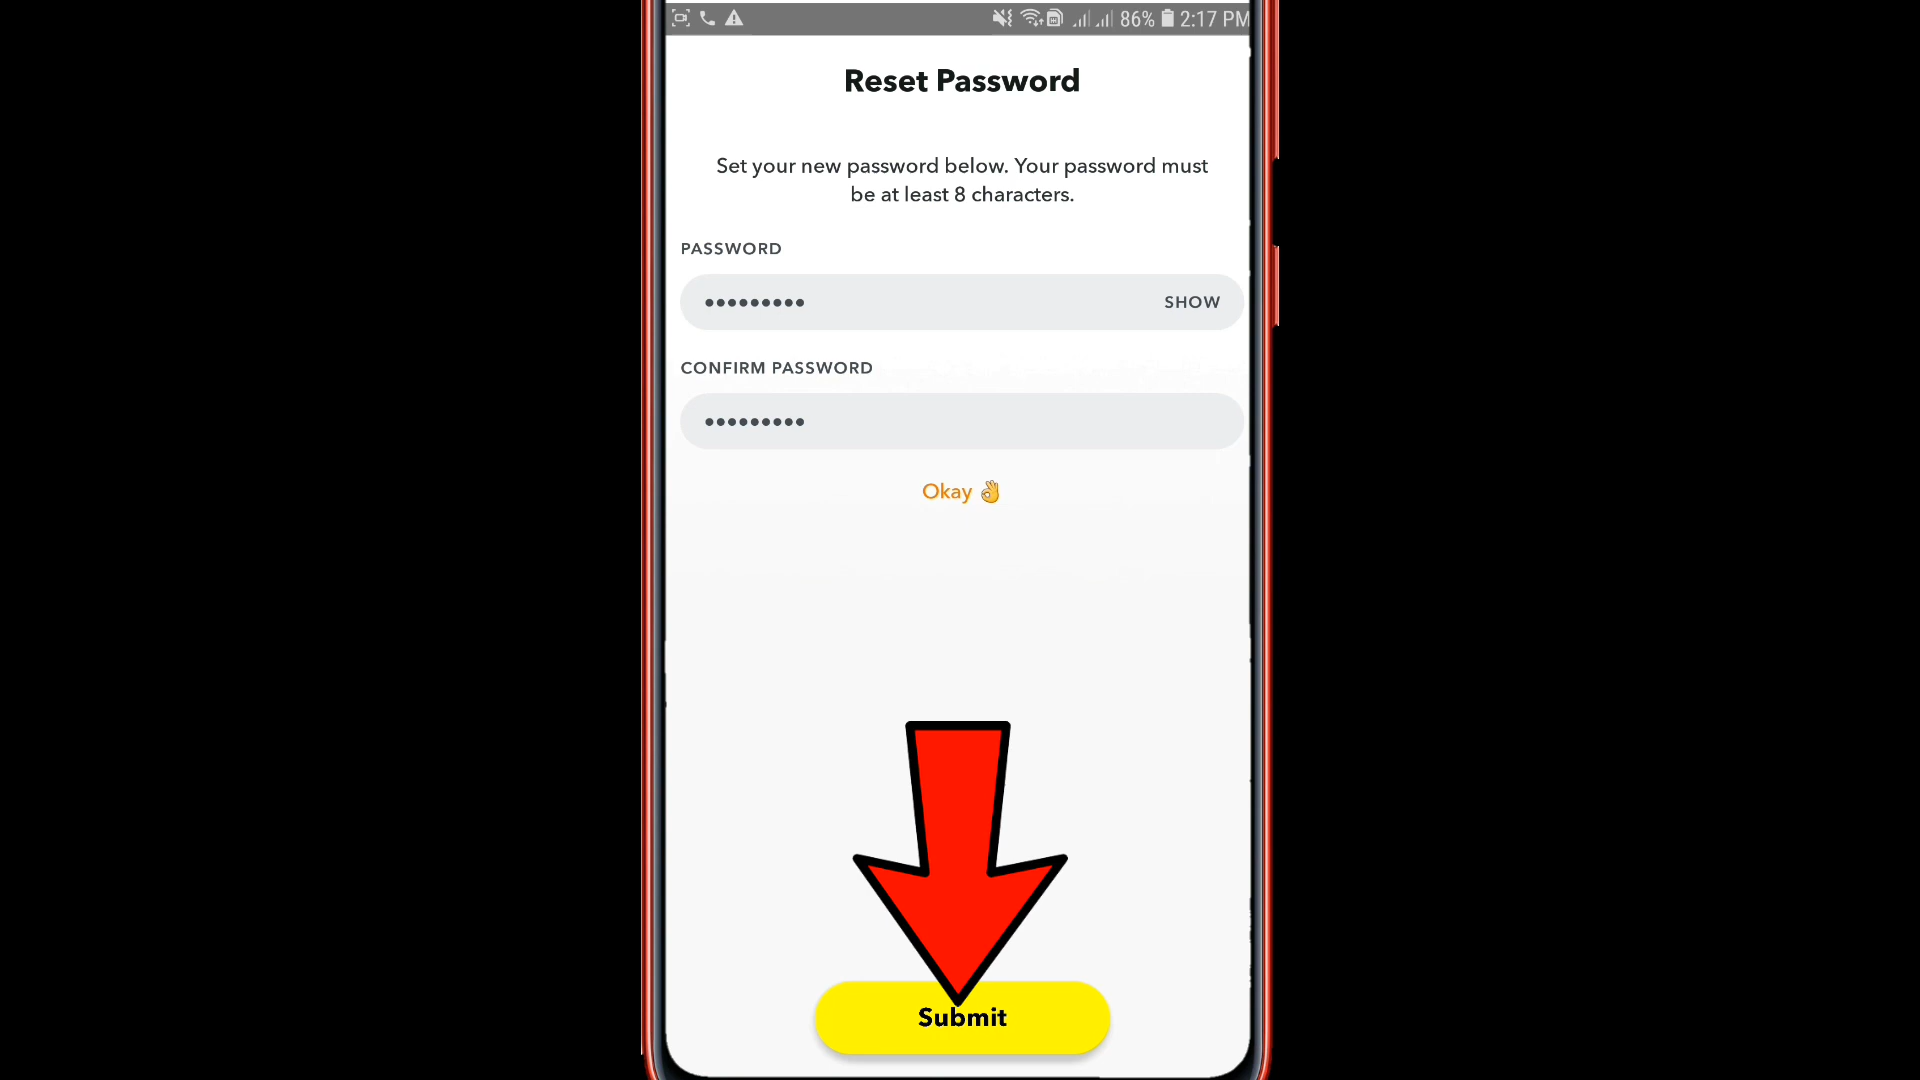 86% 2:17 PM
Reset Password
Set your new password below. Your password must
be at least 8 characters.
PASSWORD
••••••••• SHOW
CONFIRM PASSWORD
•••••••••
Okay 👌
Submit